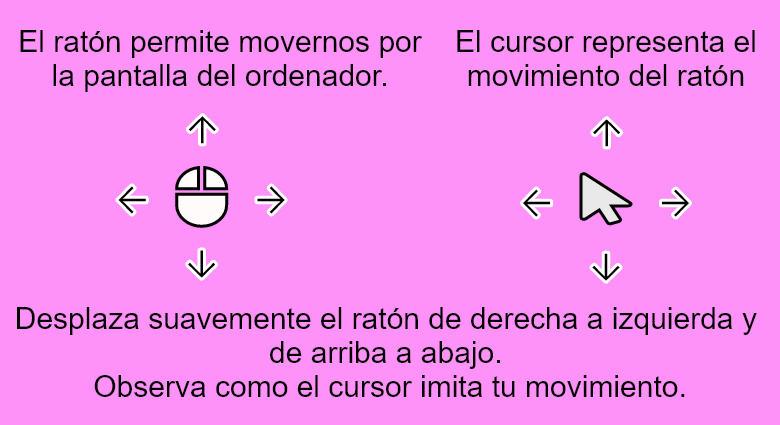 El ratón permite movernos por
la pantalla del ordenador.
El cursor representa el
movimiento del ratón
Desplaza suavemente el ratón de derecha a izquierda y
de arriba a abajo.
Observa como el cursor imita tu movimiento.